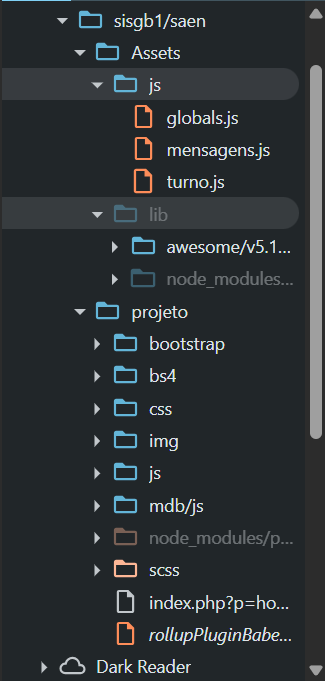 sisgb1/saen
Assets
js
globals.js
mensagens.js
turno.js
lib
awesome/v5.1...
node_modules...
projeto
bootstrap
bs4
css
img
js
mdb/js
node_modules/p...
scss
index.php?p=ho...
rollupPluginBabe...
Dark Reader